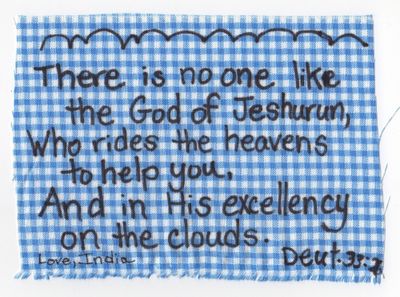 There is no one like
the God of Jeshurun,
Who rides the heavens
to help you.
And in His excellency
on the clouds.
Love, India
Deut. 33: